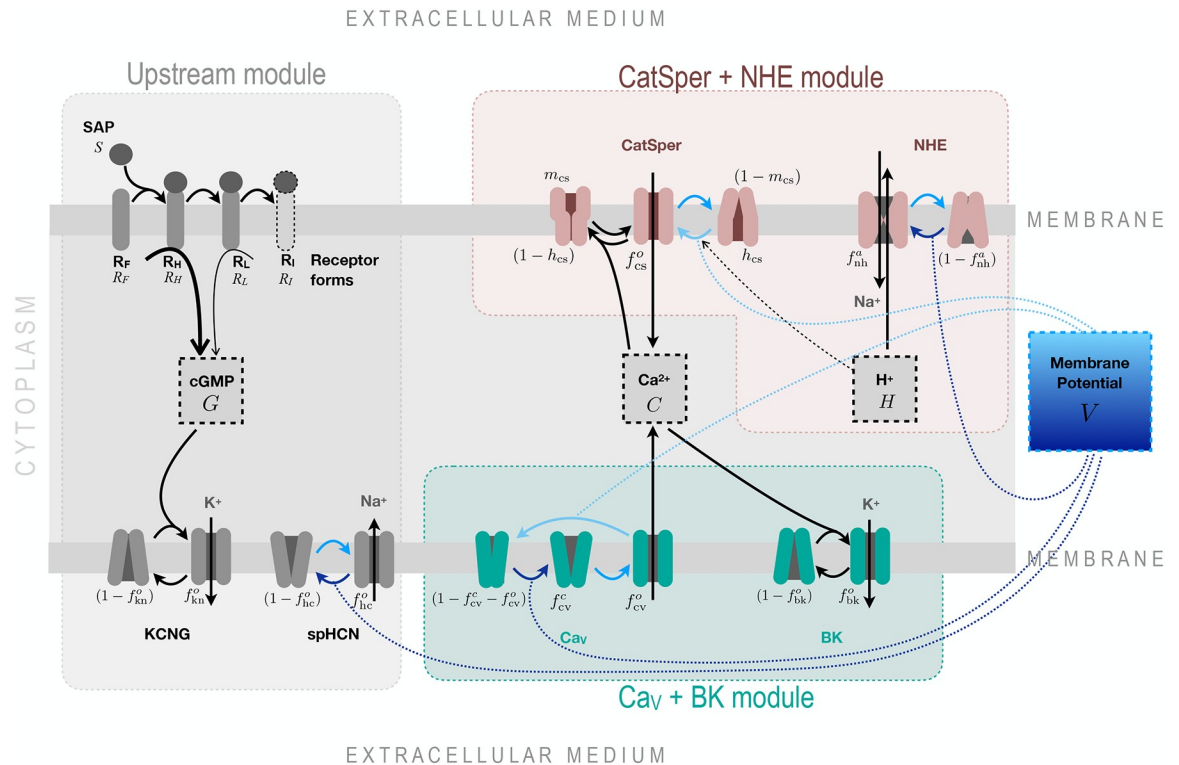 EXTRACELLULAR MEDIUM
Upstream module
CatSper + NHE module
SAP
S
CatSper
NHE
m_cs
(1 − m_cs)
MEMBRANE
R_F
R_H
R_L
R_I
Receptor
forms
R_F
R_H
R_L
R_I
(1 − h_cs)
f^o_cs
h_cs
f^a_nh
(1 − f^a_nh)
Na⁺
CYTOPLASM
cGMP
G
Ca²⁺
C
H⁺
H
Membrane
Potential
V
K⁺
Na⁺
K⁺
MEMBRANE
(1 − f^o_kn)
f^o_kn
(1 − f^o_hc)
f^o_hc
(1 − f^c_cv − f^o_cv)
f^c_cv
f^o_cv
(1 − f^o_bk)
f^o_bk
KCNG
spHCN
Ca_V
BK
Ca_V + BK module
EXTRACELLULAR MEDIUM